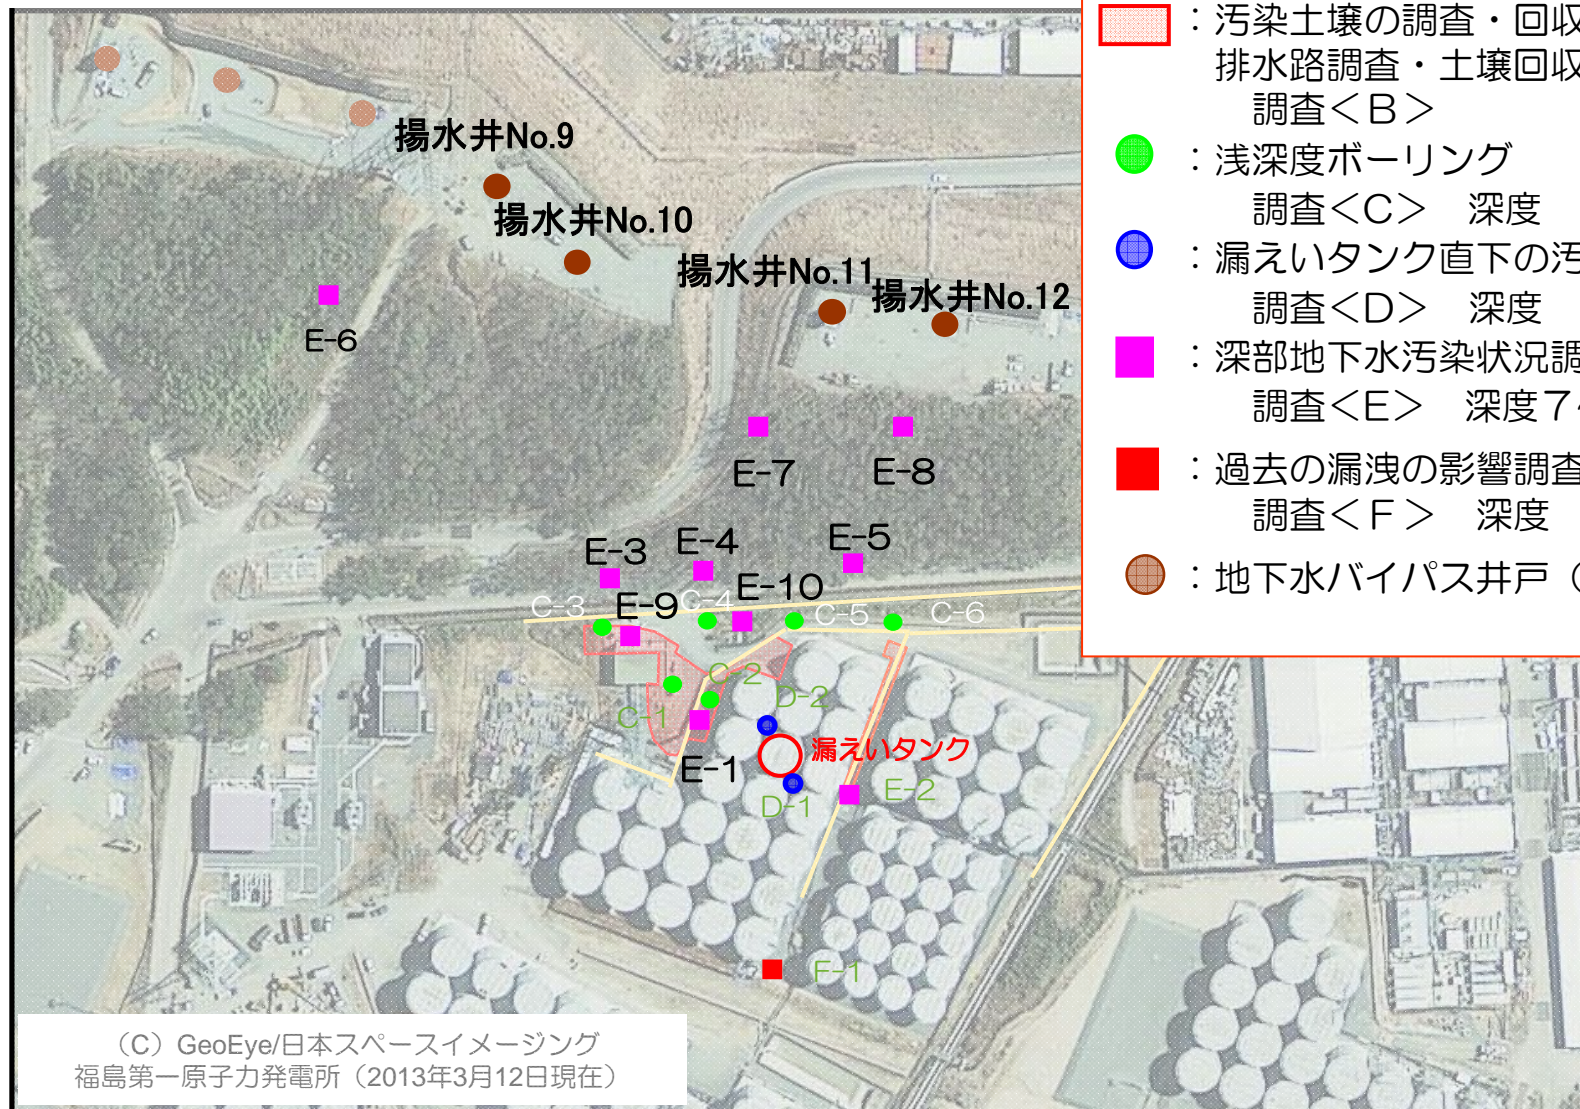 ：汚染土壌の調査・回収
排水路調査・土壌回収
調査＜B＞
：浅深度ボーリング
調査＜C＞　深度
：漏えいタンク直下の汚
調査＜D＞　深度
：深部地下水汚染状況調
調査＜E＞　深度7
：過去の漏洩の影響調査
調査＜F＞　深度
：地下水バイパス井戸（
揚水井No.9
揚水井No.10
揚水井No.11
揚水井No.12
E-6
E-7
E-8
E-3
E-4
E-5
E-9
E-10
C-3
C-4
C-5
C-6
C-2
C-1
D-2
漏えいタンク
E-1
D-1
E-2
F-1
（C）GeoEye/日本スペースイメージング
福島第一原子力発電所（2013年3月12日現在）